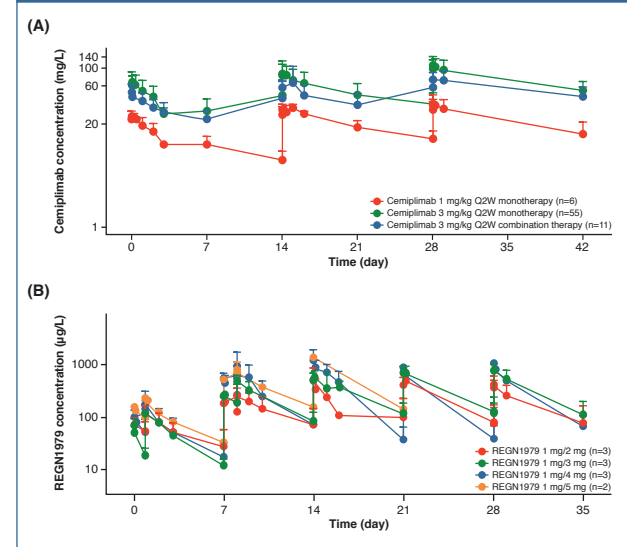 (A)
Cemiplimab concentration (mg/L)
140
100
60
20
1
0 7 14 21 28 35 42
Time (day)
Cemiplimab 1 mg/kg Q2W monotherapy (n=6)
Cemiplimab 3 mg/kg Q2W monotherapy (n=55)
Cemiplimab 3 mg/kg Q2W combination therapy (n=11)
(B)
REGN1979 concentration (µg/L)
1000
100
10
0 7 14 21 28 35
Time (day)
REGN1979 1 mg/2 mg (n=3)
REGN1979 1 mg/3 mg (n=3)
REGN1979 1 mg/4 mg (n=3)
REGN1979 1 mg/5 mg (n=2)